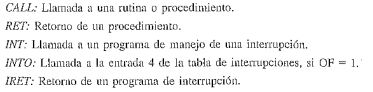 CALL: Llamada a una rutina o procedimiento.
RET: Retorno de un procedimiento.
INT: Llamada a un programa de manejo de una interrupción.
INTO: Llamada a la entrada 4 de la tabla de interrupciones, si OF = 1.
IRET: Retorno de un programa de interrupción.